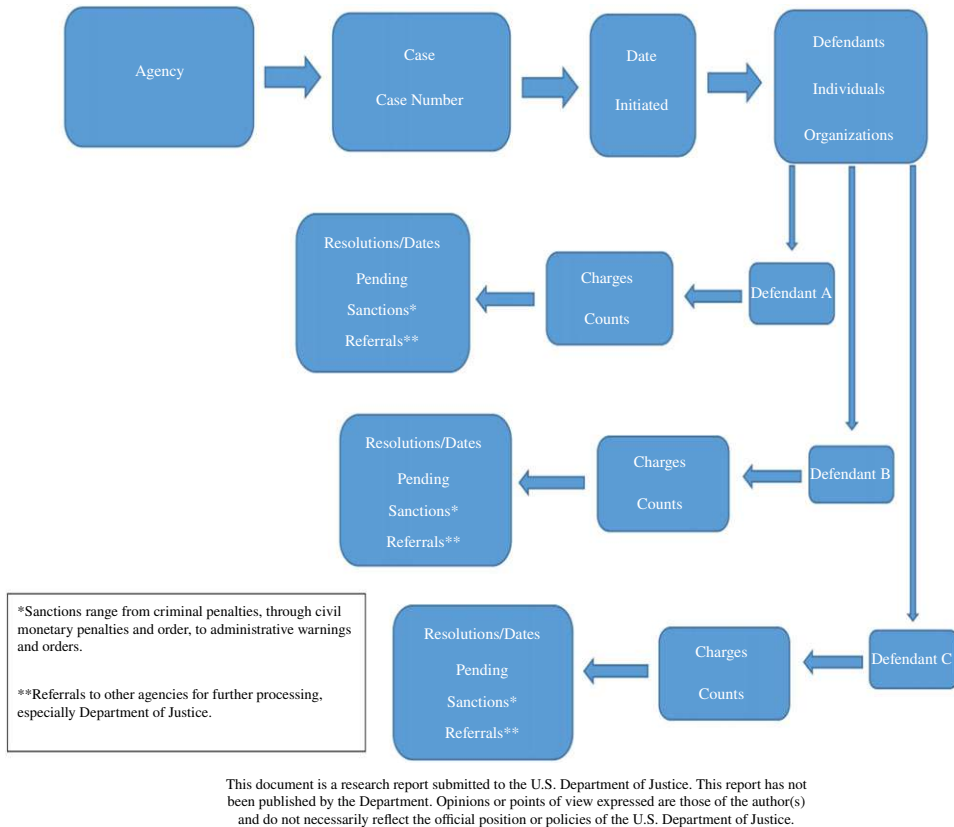 Agency
Case
Case Number
Date
Initiated
Defendants
Individuals
Organizations
Resolutions/Dates
Pending
Sanctions*
Referrals**
Charges
Counts
Defendant A
Resolutions/Dates
Pending
Sanctions*
Referrals**
Charges
Counts
Defendant B
Resolutions/Dates
Pending
Sanctions*
Referrals**
Charges
Counts
Defendant C
*Sanctions range from criminal penalties, through civil
monetary penalties and order, to administrative warnings
and orders.
**Referrals to other agencies for further processing,
especially Department of Justice.
This document is a research report submitted to the U.S. Department of Justice. This report has not
been published by the Department. Opinions or points of view expressed are those of the author(s)
and do not necessarily reflect the official position or policies of the U.S. Department of Justice.